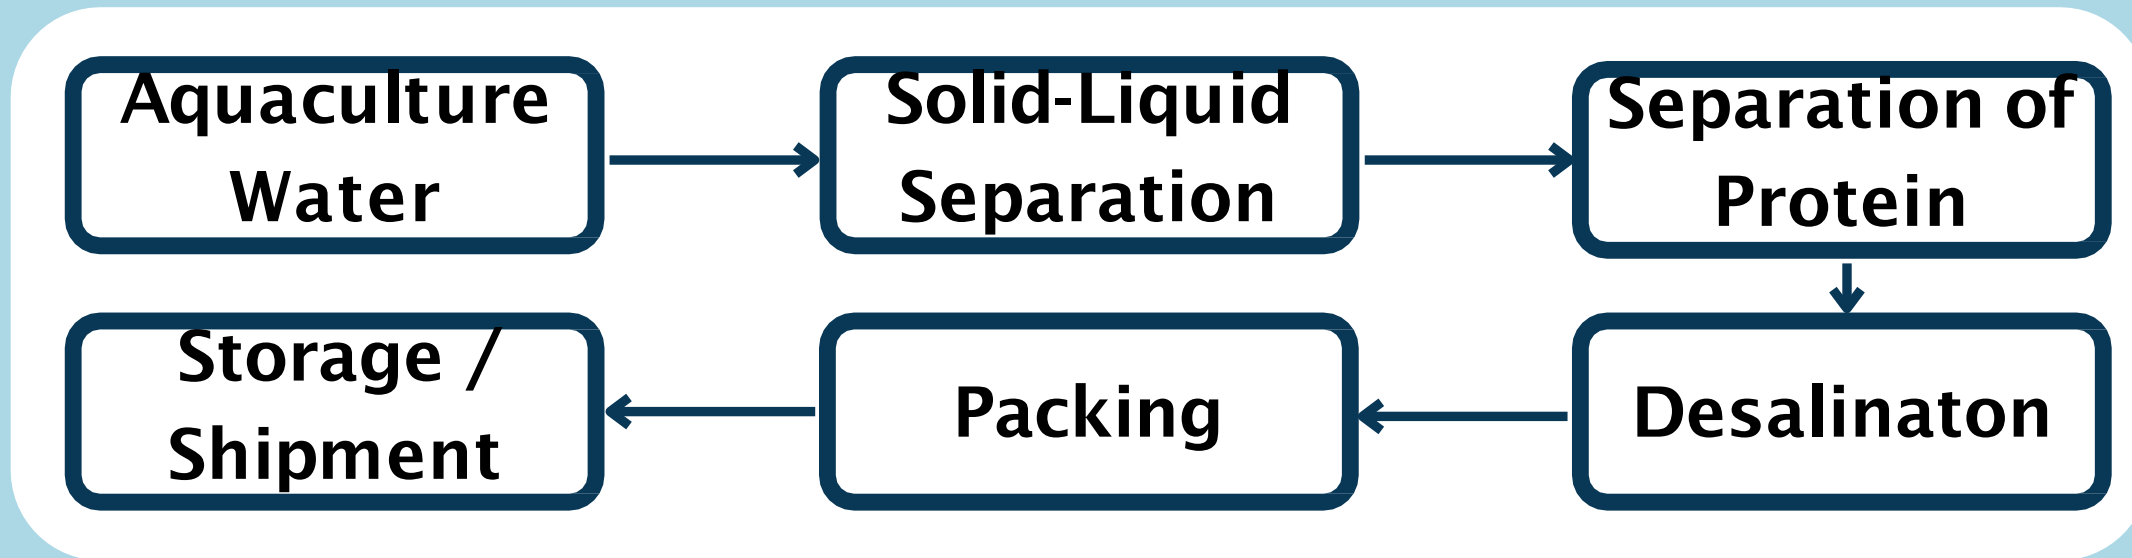 Aquaculture
Water
Solid-Liquid
Separation
Separation of
Protein
Storage /
Shipment
Packing
Desalinaton